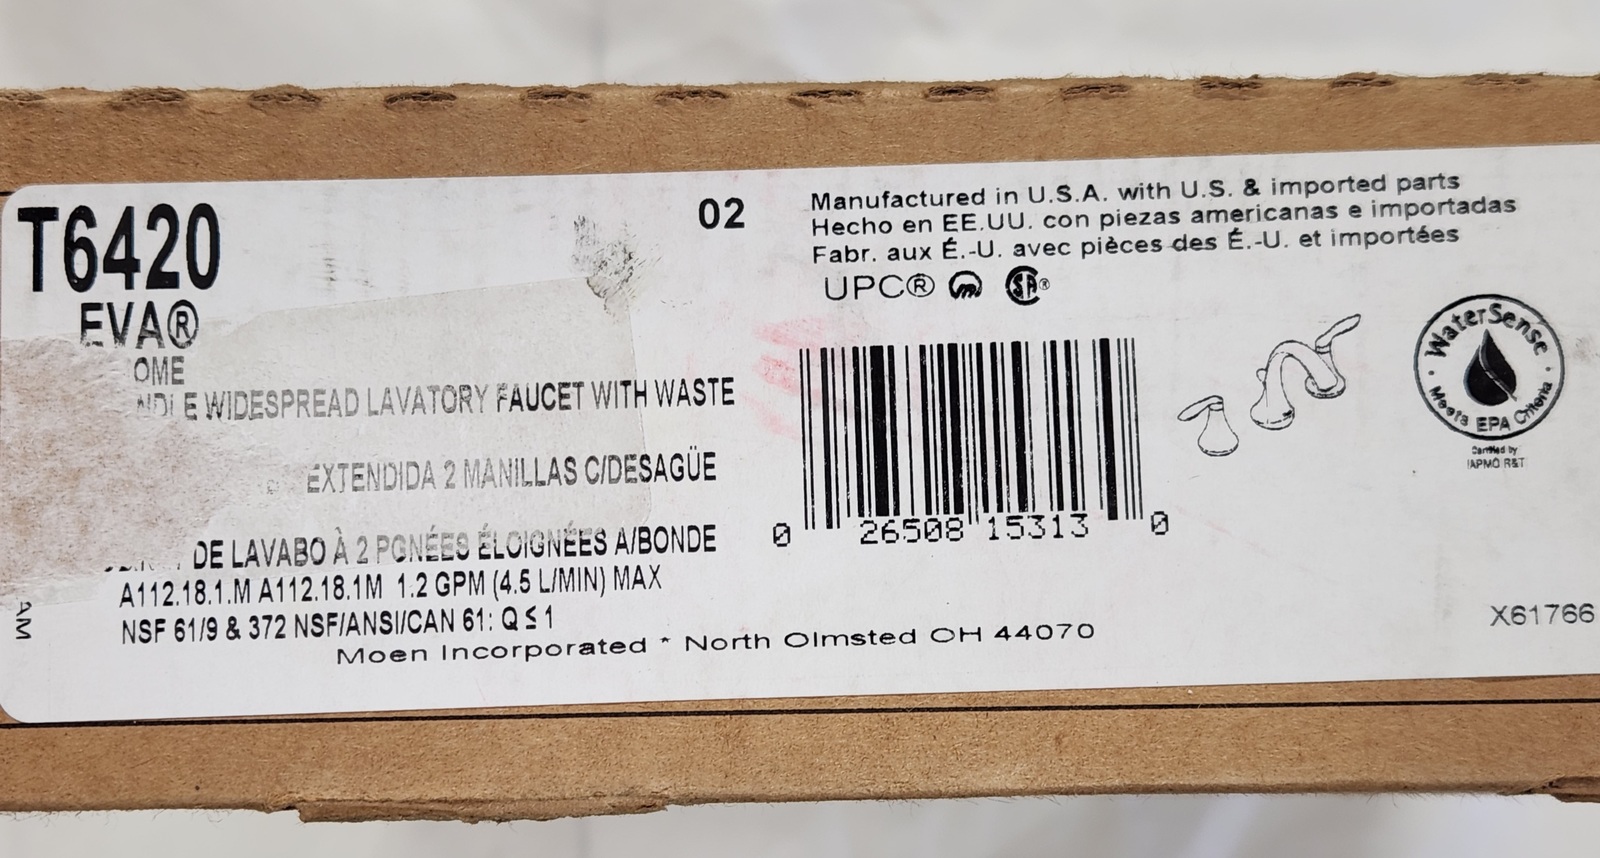 T6420
EVA®
OME
E WIDESPREAD LAVATORY FAUCET WITH WASTE
EXTENDIDA 2 MANILLAS C/DESAGÜE
DE LAVABO À 2 PONÉES ÉLOIGNÉES A/BONDE
A112.18.1.M A112.18.1M 1.2 GPM (4.5 L/MIN) MAX
NSF 61/9 & 372 NSF/ANSI/CAN 61: Q ≤ 1
Moen Incorporated * North Olmsted OH 44070
AM
02
Manufactured in U.S.A. with U.S. & imported parts
Hecho en EE.UU. con piezas americanas e importadas
Fabr. aux É.-U. avec pièces des É.-U. et importées
UPC® SA®
0 26508 15313 0
WaterSense
Meets EPA Criteria
Certified by
IAPMO R&T
X61766